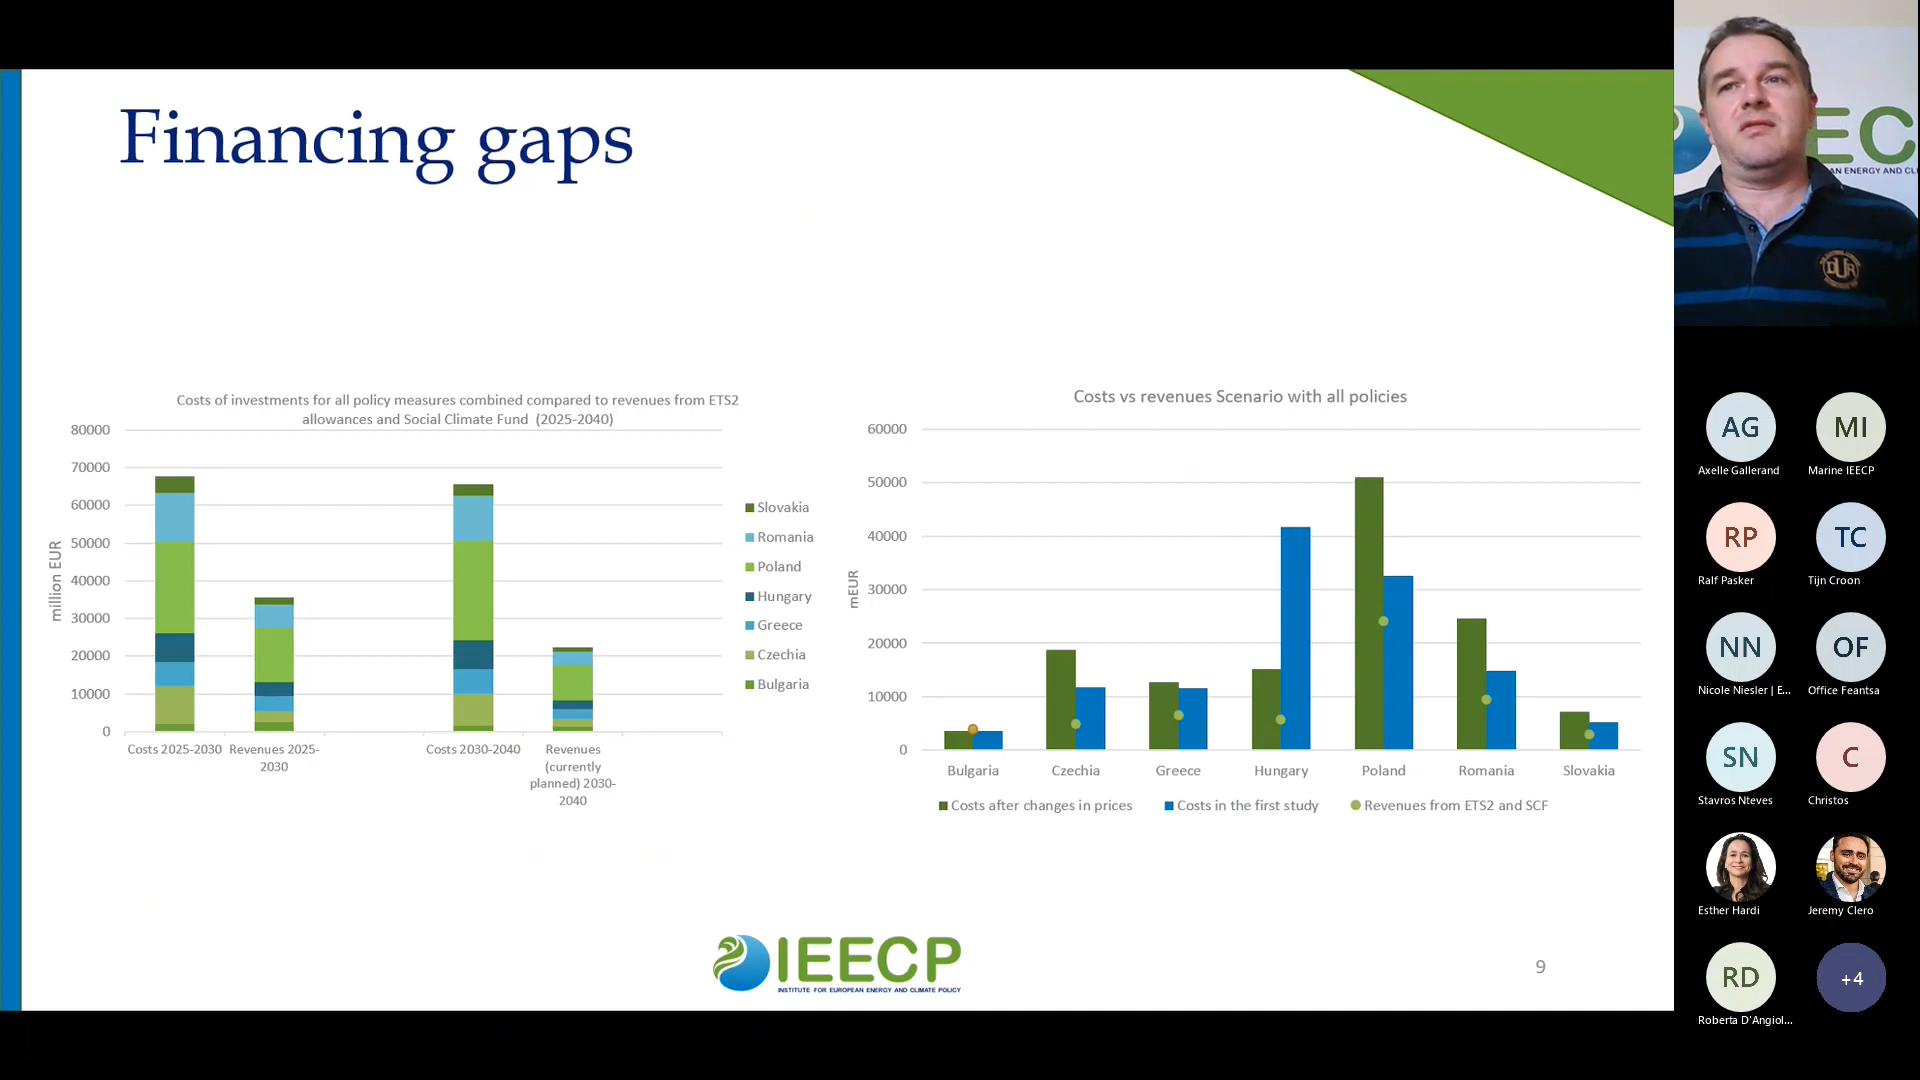 Financing gaps
Costs of investments for all policy measures combined compared to revenues from ETS2
allowances and Social Climate Fund (2025-2040)
million EUR
80000
70000
60000
50000
40000
30000
20000
10000
0
Costs 2025-2030
Revenues 2025-
2030
Costs 2030-2040
Revenues
(currently
planned) 2030-
2040
Slovakia
Romania
Poland
Hungary
Greece
Czechia
Bulgaria
Costs vs revenues Scenario with all policies
mEUR
60000
50000
40000
30000
20000
10000
0
Bulgaria
Czechia
Greece
Hungary
Poland
Romania
Slovakia
Costs after changes in prices
Costs in the first study
Revenues from ETS2 and SCF
IEECP
INSTITUTE FOR EUROPEAN ENERGY AND CLIMATE POLICY
9
EC
AN ENERGY AND CL
DUR
AG
Axelle Gallerand
MI
Marine IEECP
RP
Ralf Pasker
TC
Tijn Croon
NN
Nicole Niesler | E...
OF
Office Feantsa
SN
Stavros Nteves
C
Christos
Esther Hardi
Jeremy Clero
RD
Roberta D'Angiol...
+4